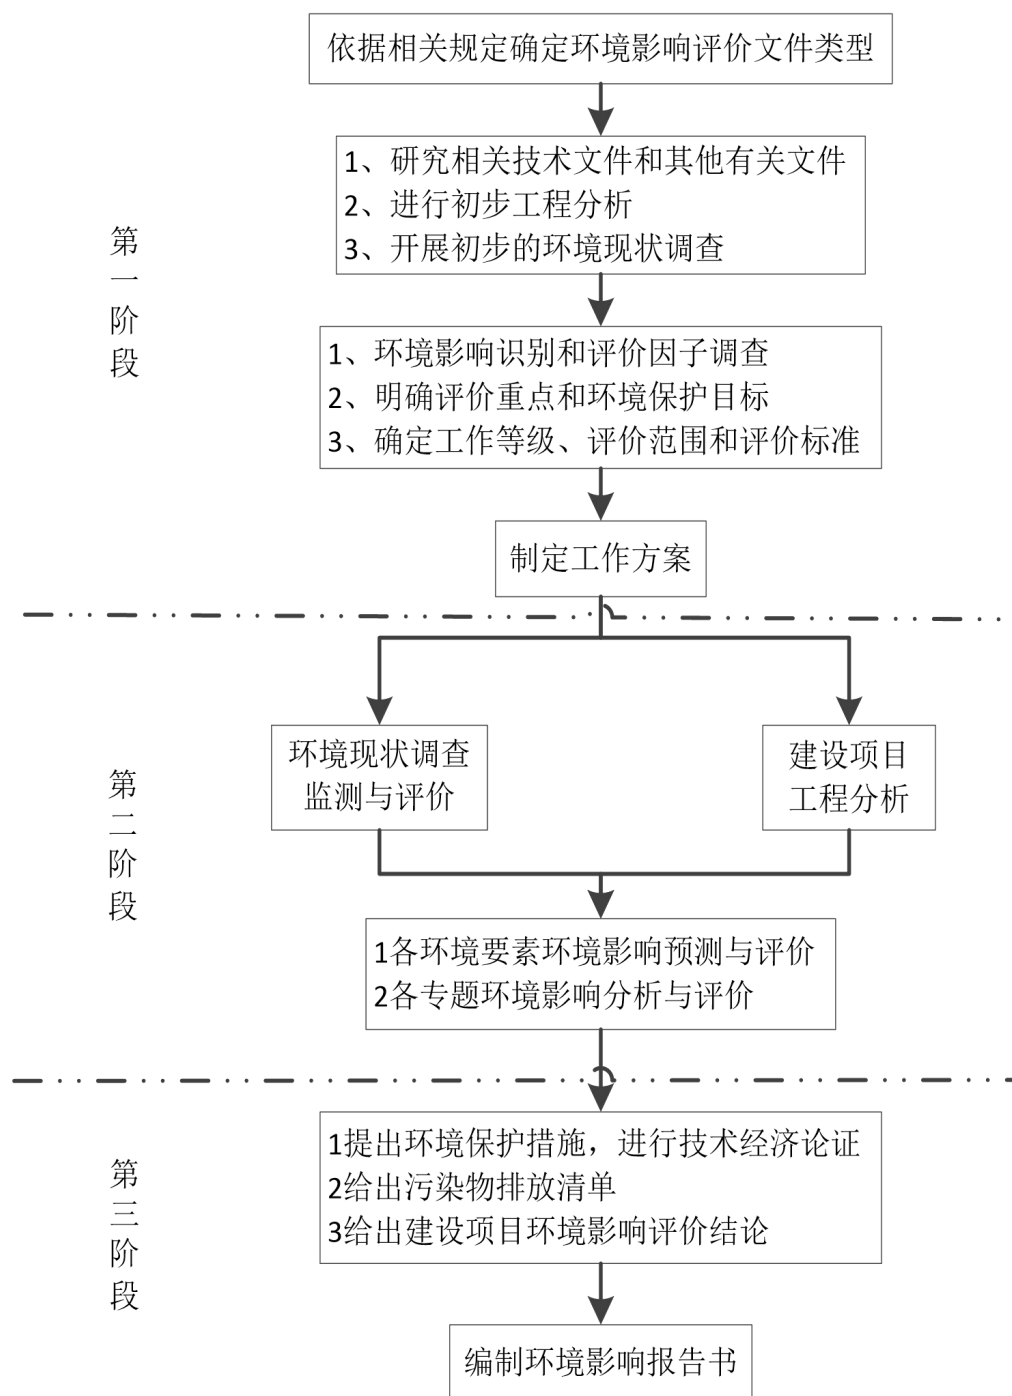 依据相关规定确定环境影响评价文件类型
1、研究相关技术文件和其他有关文件
2、进行初步工程分析
3、开展初步的环境现状调查
第一阶段
1、环境影响识别和评价因子调查
2、明确评价重点和环境保护目标
3、确定工作等级、评价范围和评价标准
制定工作方案
环境现状调查
监测与评价
建设项目
工程分析
第二阶段
1各环境要素环境影响预测与评价
2各专题环境影响分析与评价
1提出环境保护措施，进行技术经济论证
2给出污染物排放清单
3给出建设项目环境影响评价结论
第三阶段
编制环境影响报告书